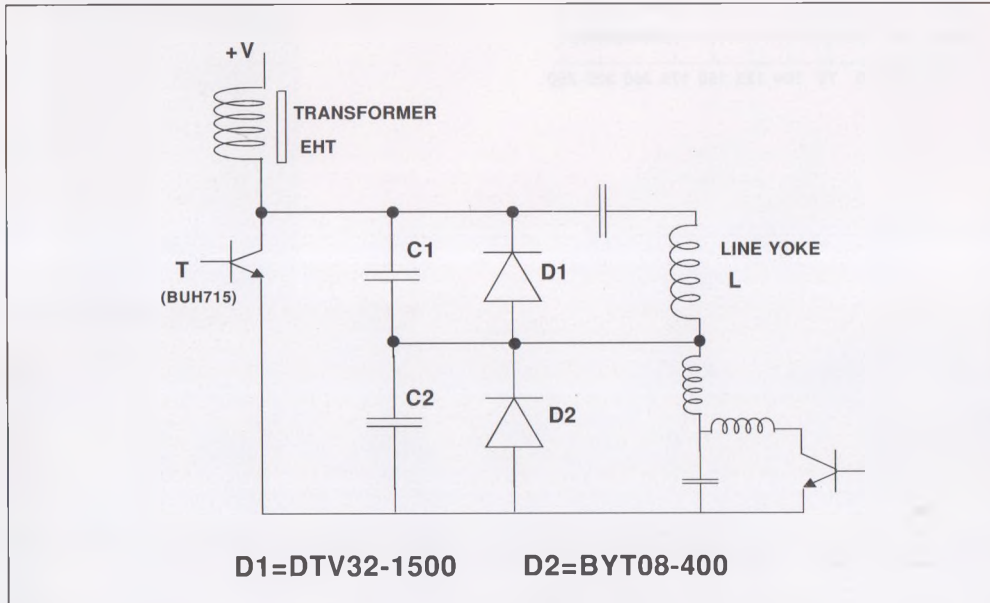 +V
TRANSFORMER
EHT
T
(BUH715)
C1
D1
LINE YOKE
L
C2
D2
D1=DTV32-1500 D2=BYT08-400